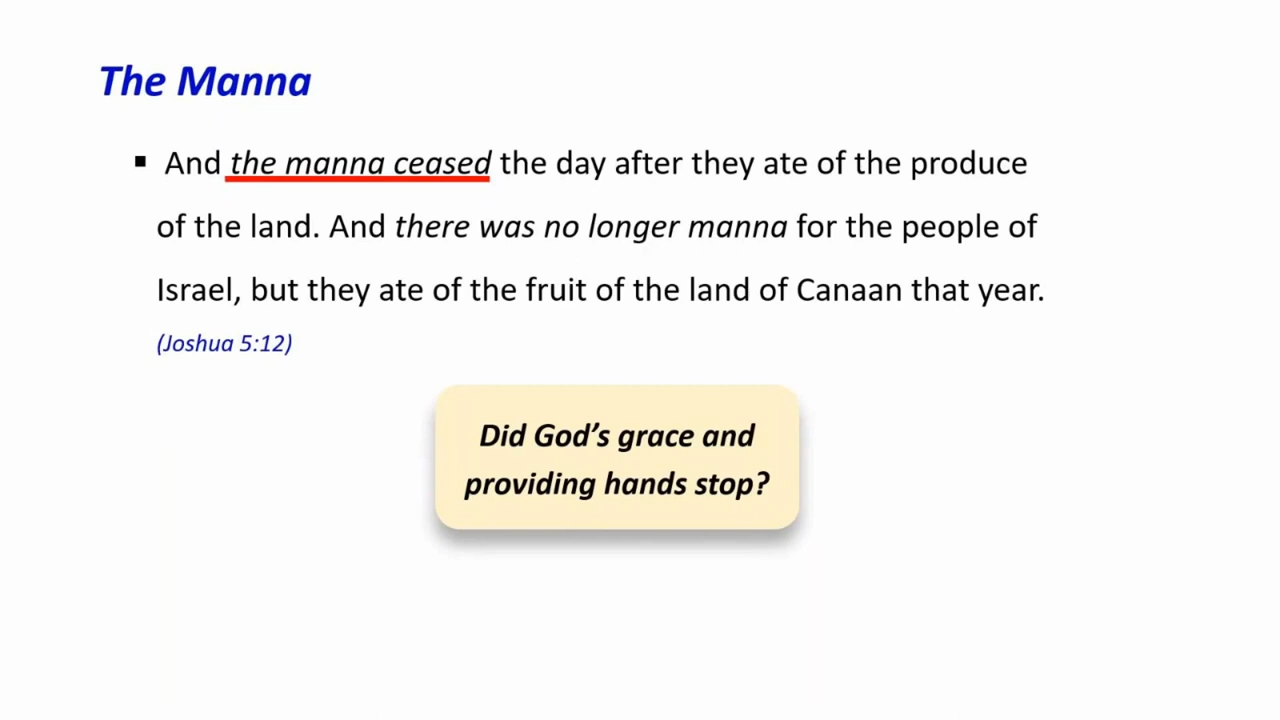 The Manna
▪ And the manna ceased the day after they ate of the produce
of the land. And there was no longer manna for the people of
Israel, but they ate of the fruit of the land of Canaan that year.
(Joshua 5:12)
Did God’s grace and
providing hands stop?